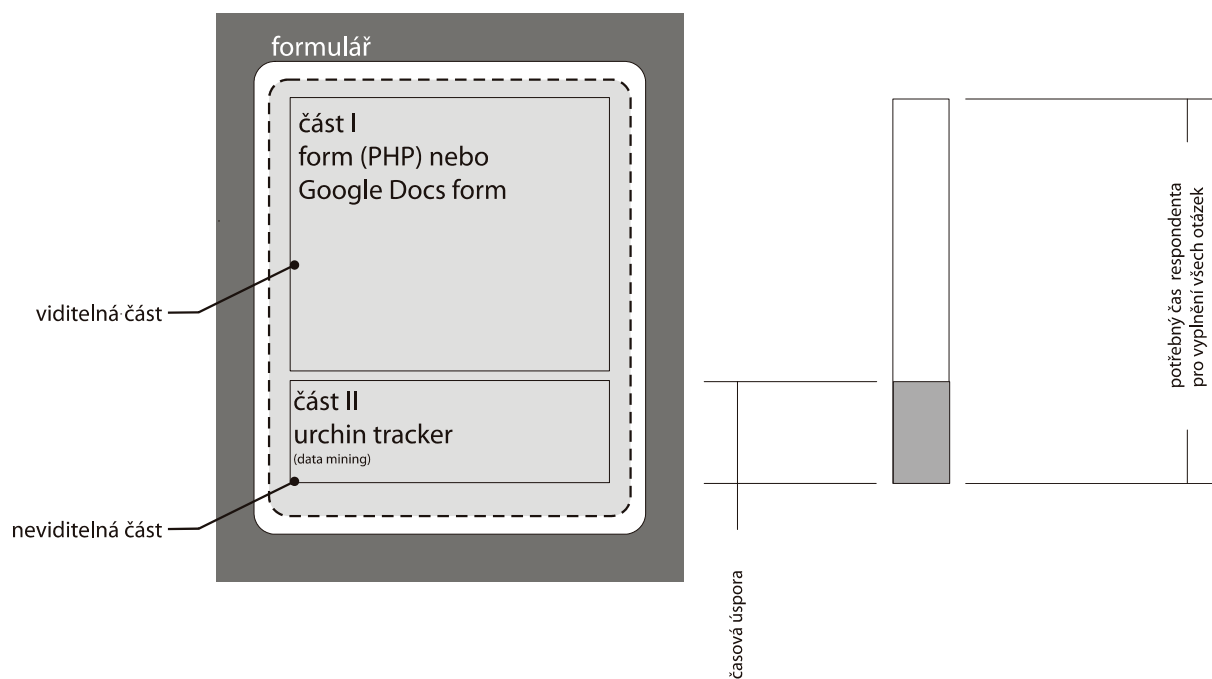 formulář
část I
form (PHP) nebo
Google Docs form
viditelná část
část II
urchin tracker
(data mining)
neviditelná část
časová úspora
potřebný čas respondenta
pro vyplnění všech otázek